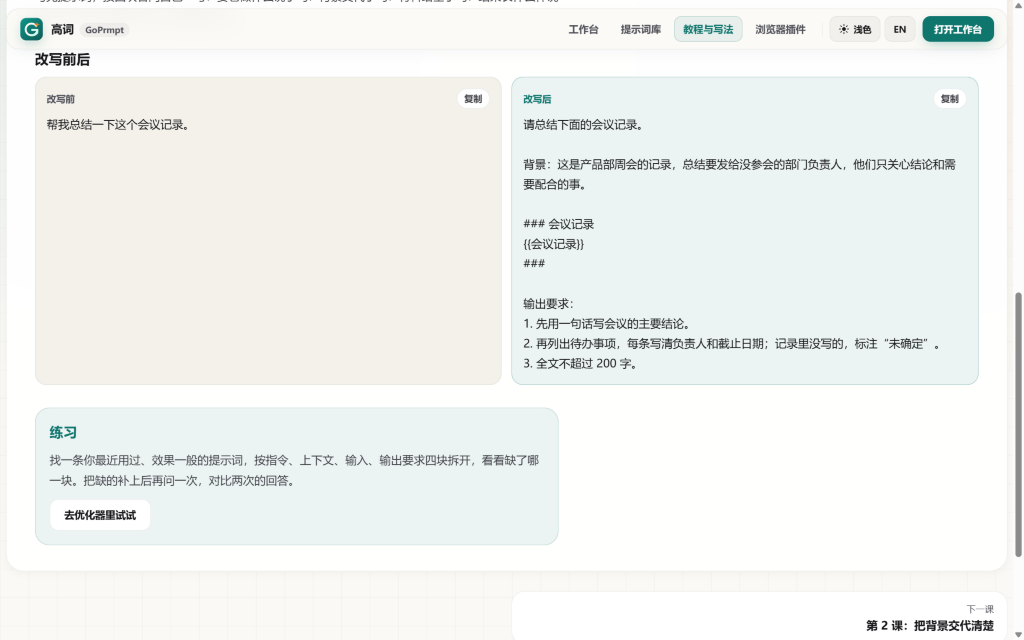 高词 GoPrmpt 工作台 提示词库 教程与写法 浏览器插件 浅色 EN 打开工作台
改写前后
改写前 复制
帮我总结一下这个会议记录。
改写后 复制
请总结下面的会议记录。
背景：这是产品部周会的记录，总结要发给没参会的部门负责人，他们只关心结论和需
要配合的事。
### 会议记录
{{会议记录}}
###
输出要求：
1. 先用一句话写会议的主要结论。
2. 再列出待办事项，每条写清负责人和截止日期；记录里没写的，标注“未确定”。
3. 全文不超过 200 字。
练习
找一条你最近用过、效果一般的提示词，按指令、上下文、输入、输出要求四块拆开，看看缺了哪
一块。把缺的补上后再问一次，对比两次的回答。
去优化器里试试
下一课
第 2 课：把背景交代清楚